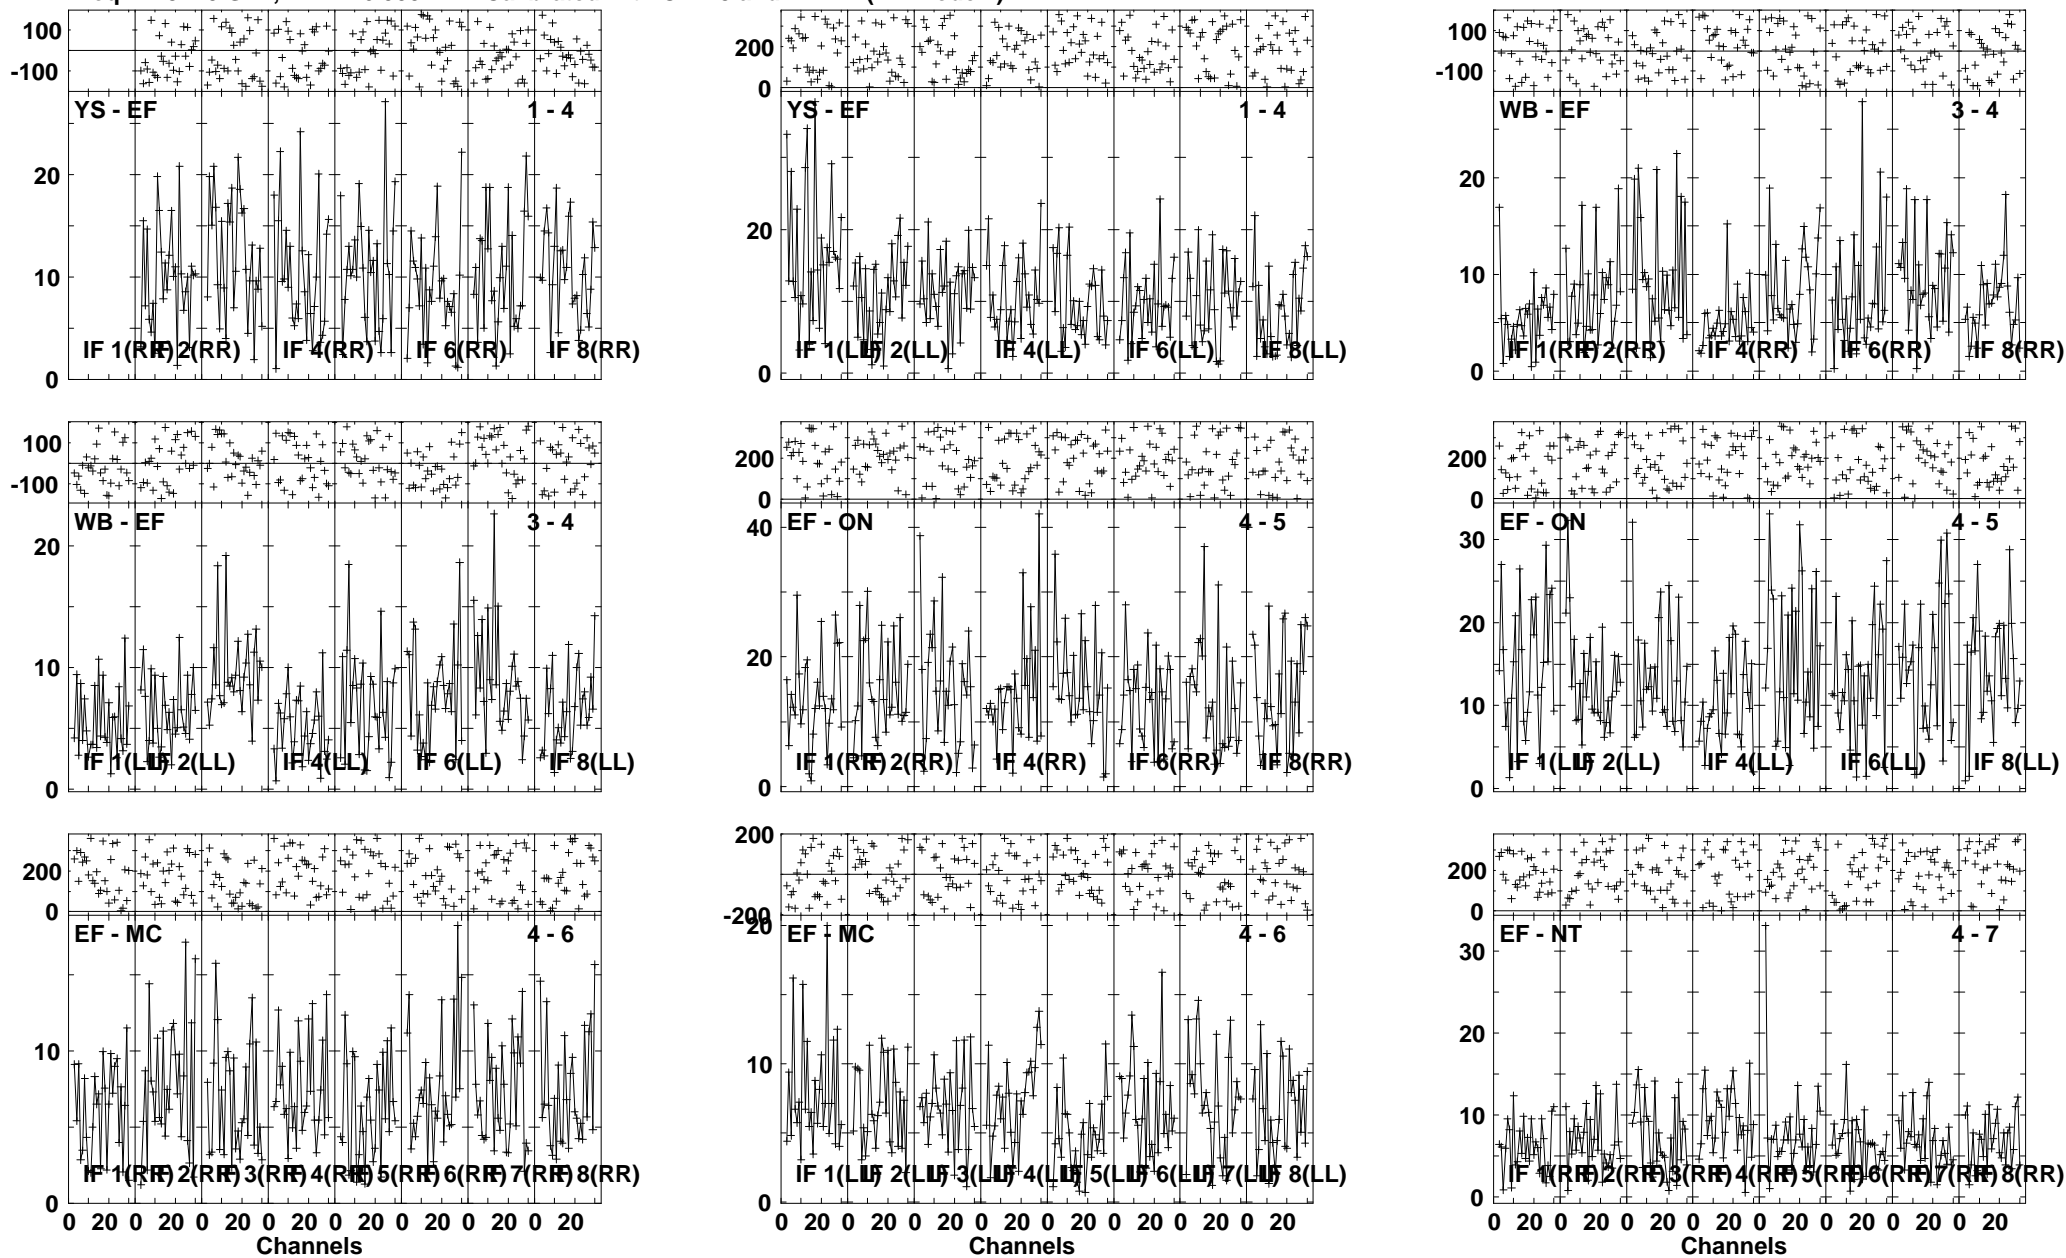 100
-100
YS - EF 1 - 4
20
10
0
IF 1(RR) IF 2(RR) IF 4(RR) IF 6(RR) IF 8(RR)
200
0
YS - EF 1 - 4
20
0
IF 1(LL) IF 2(LL) IF 4(LL) IF 6(LL) IF 8(LL)
100
-100
WB - EF 3 - 4
20
10
0
IF 1(RR) IF 2(RR) IF 4(RR) IF 6(RR) IF 8(RR)
100
-100
WB - EF 3 - 4
20
10
0
IF 1(LL) IF 2(LL) IF 4(LL) IF 6(LL) IF 8(LL)
200
0
EF - ON 4 - 5
40
20
0
IF 1(RR) IF 2(RR) IF 4(RR) IF 6(RR) IF 8(RR)
200
0
EF - ON 4 - 5
30
20
10
0
IF 1(LL) IF 2(LL) IF 4(LL) IF 6(LL) IF 8(LL)
200
0
EF - MC 4 - 6
10
0
IF 1(RR) IF 2(RR) IF 3(RR) IF 4(RR) IF 5(RR) IF 6(RR) IF 7(RR) IF 8(RR)
0 20 0 20 0 20 0 20 0 20 0 20 0 20 0 20
Channels
200
-200
EF - MC 4 - 6
20
10
0
IF 1(LL) IF 2(LL) IF 3(LL) IF 4(LL) IF 5(LL) IF 6(LL) IF 7(LL) IF 8(LL)
0 20 0 20 0 20 0 20 0 20 0 20 0 20 0 20
Channels
200
0
EF - NT 4 - 7
30
20
10
0
IF 1(RR) IF 2(RR) IF 3(RR) IF 4(RR) IF 5(RR) IF 6(RR) IF 7(RR) IF 8(RR)
0 20 0 20 0 20 0 20 0 20 0 20 0 20 0 20
Channels